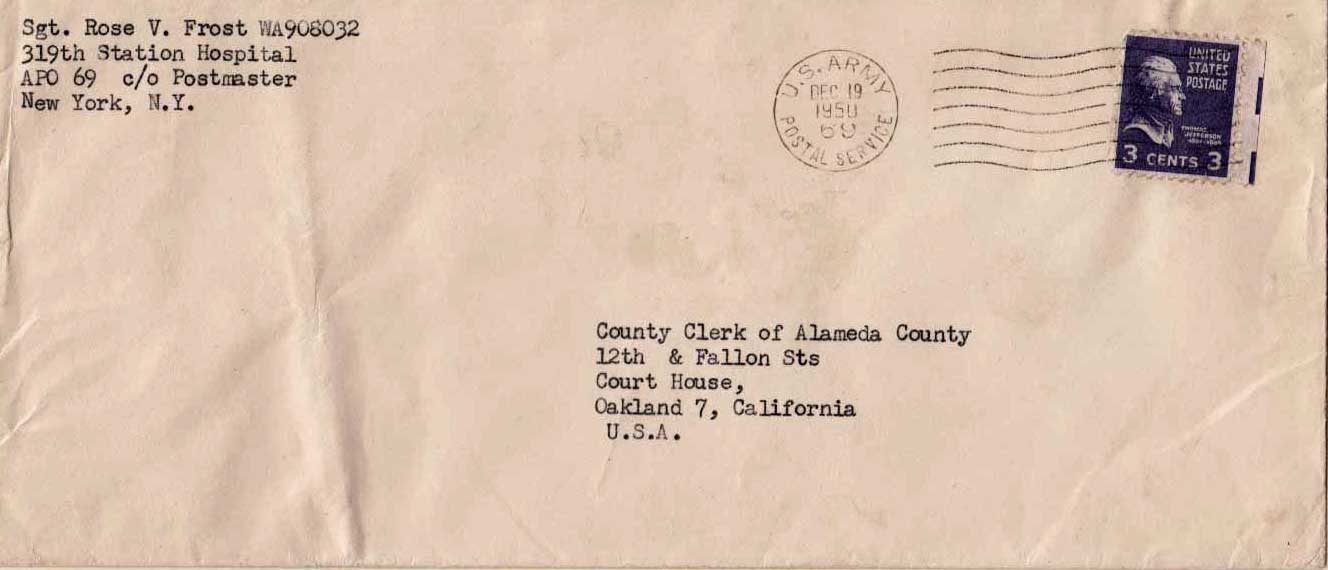 Sgt. Rose V. Frost WA908032
319th Station Hospital
APO 69 c/o Postmaster
New York, N.Y.
U.S. ARMY
DEC 19
1950
69
POSTAL SERVICE
UNITED
STATES
POSTAGE
THOMAS
JEFFERSON
3 CENTS 3
County Clerk of Alameda County
12th & Fallon Sts
Court House,
Oakland 7, California
U.S.A.